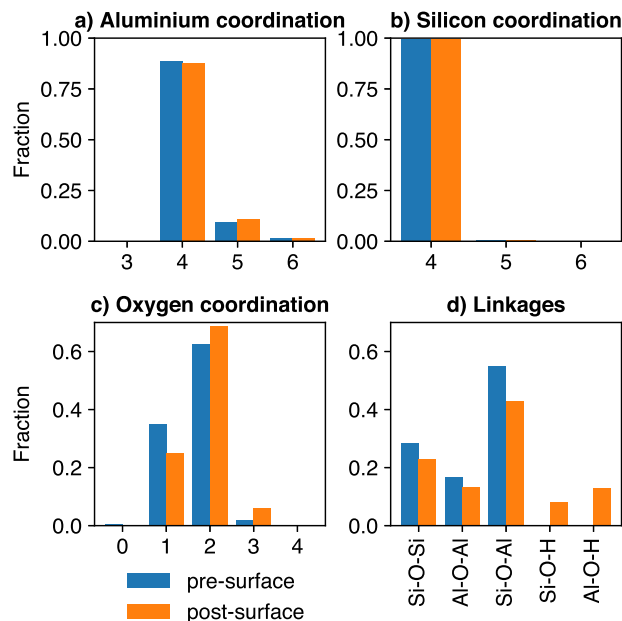 a) Aluminium coordination
b) Silicon coordination
1.00
0.75
0.50
0.25
0.00
Fraction
3 4 5 6
1.00
0.75
0.50
0.25
0.00
4 5 6
c) Oxygen coordination
d) Linkages
0.6
0.4
0.2
0.0
Fraction
0 1 2 3 4
0.6
0.4
0.2
0.0
Si-O-Si
Al-O-Al
Si-O-Al
Si-O-H
Al-O-H
pre-surface
post-surface